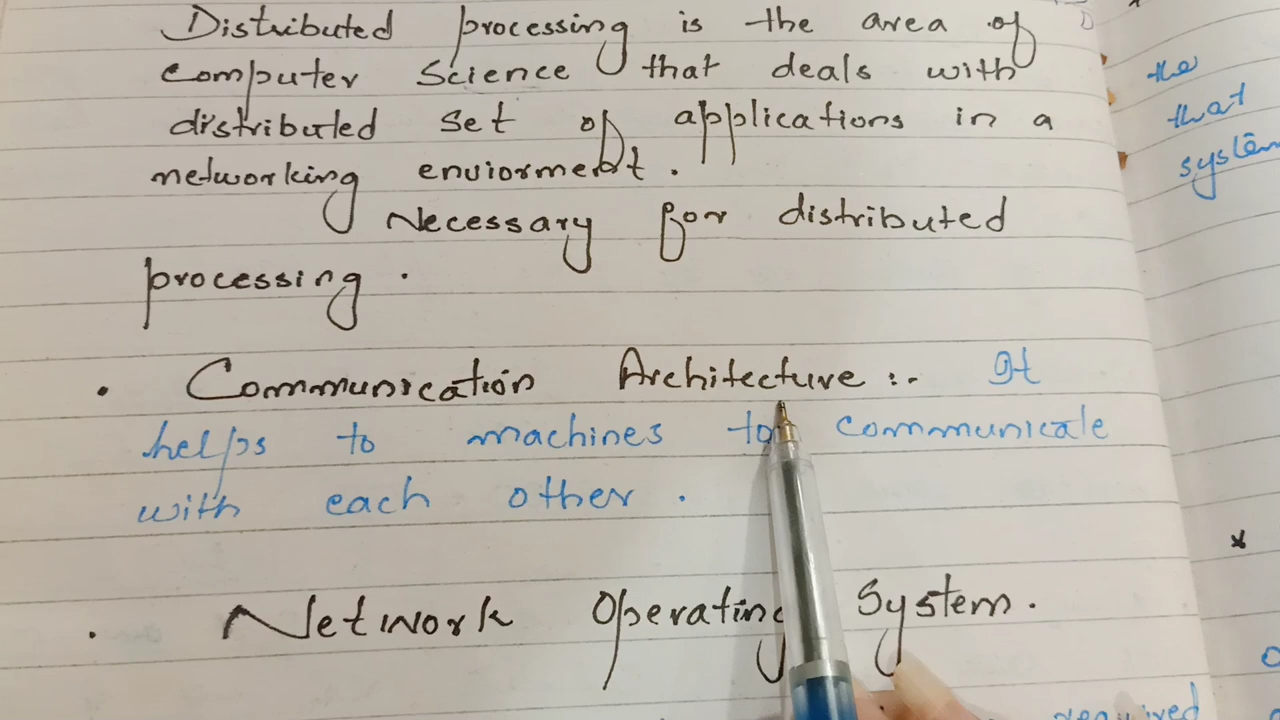 Distributed processing is the area of
computer Science that deals with
distributed set of applications in a
networking enviorment.
Necessary for distributed
processing.
• Communication Architecture :- It
helps to machines to communicate
with each other.
• Network Operating System.
required
the
that
system